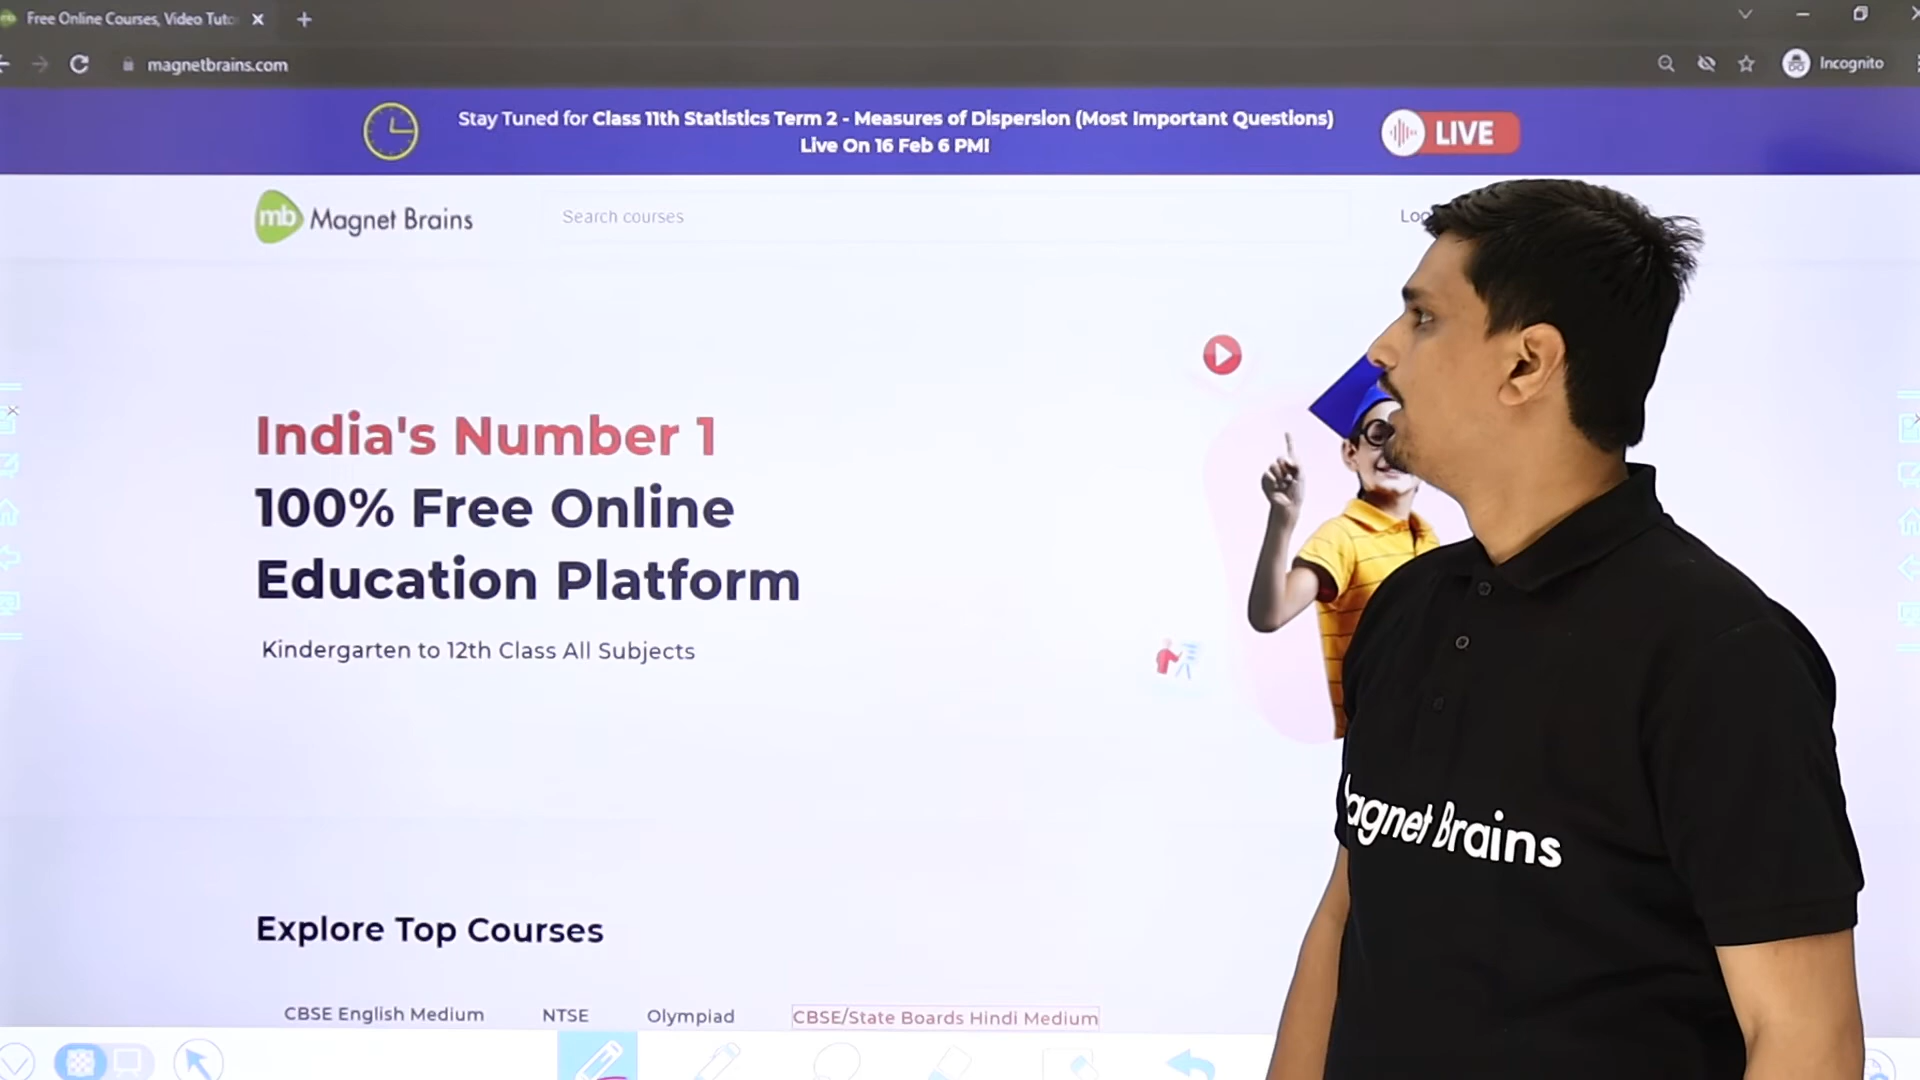 Free Online Courses, Video Tuto
magnetbrains.com
Incognito
Stay Tuned for Class 11th Statistics Term 2 - Measures of Dispersion (Most Important Questions)
Live On 16 Feb 6 PM!
LIVE
mb Magnet Brains
Search courses
Log
India's Number 1
100% Free Online
Education Platform
Kindergarten to 12th Class All Subjects
agnet Brains
Explore Top Courses
CBSE English Medium
NTSE
Olympiad
CBSE/State Boards Hindi Medium